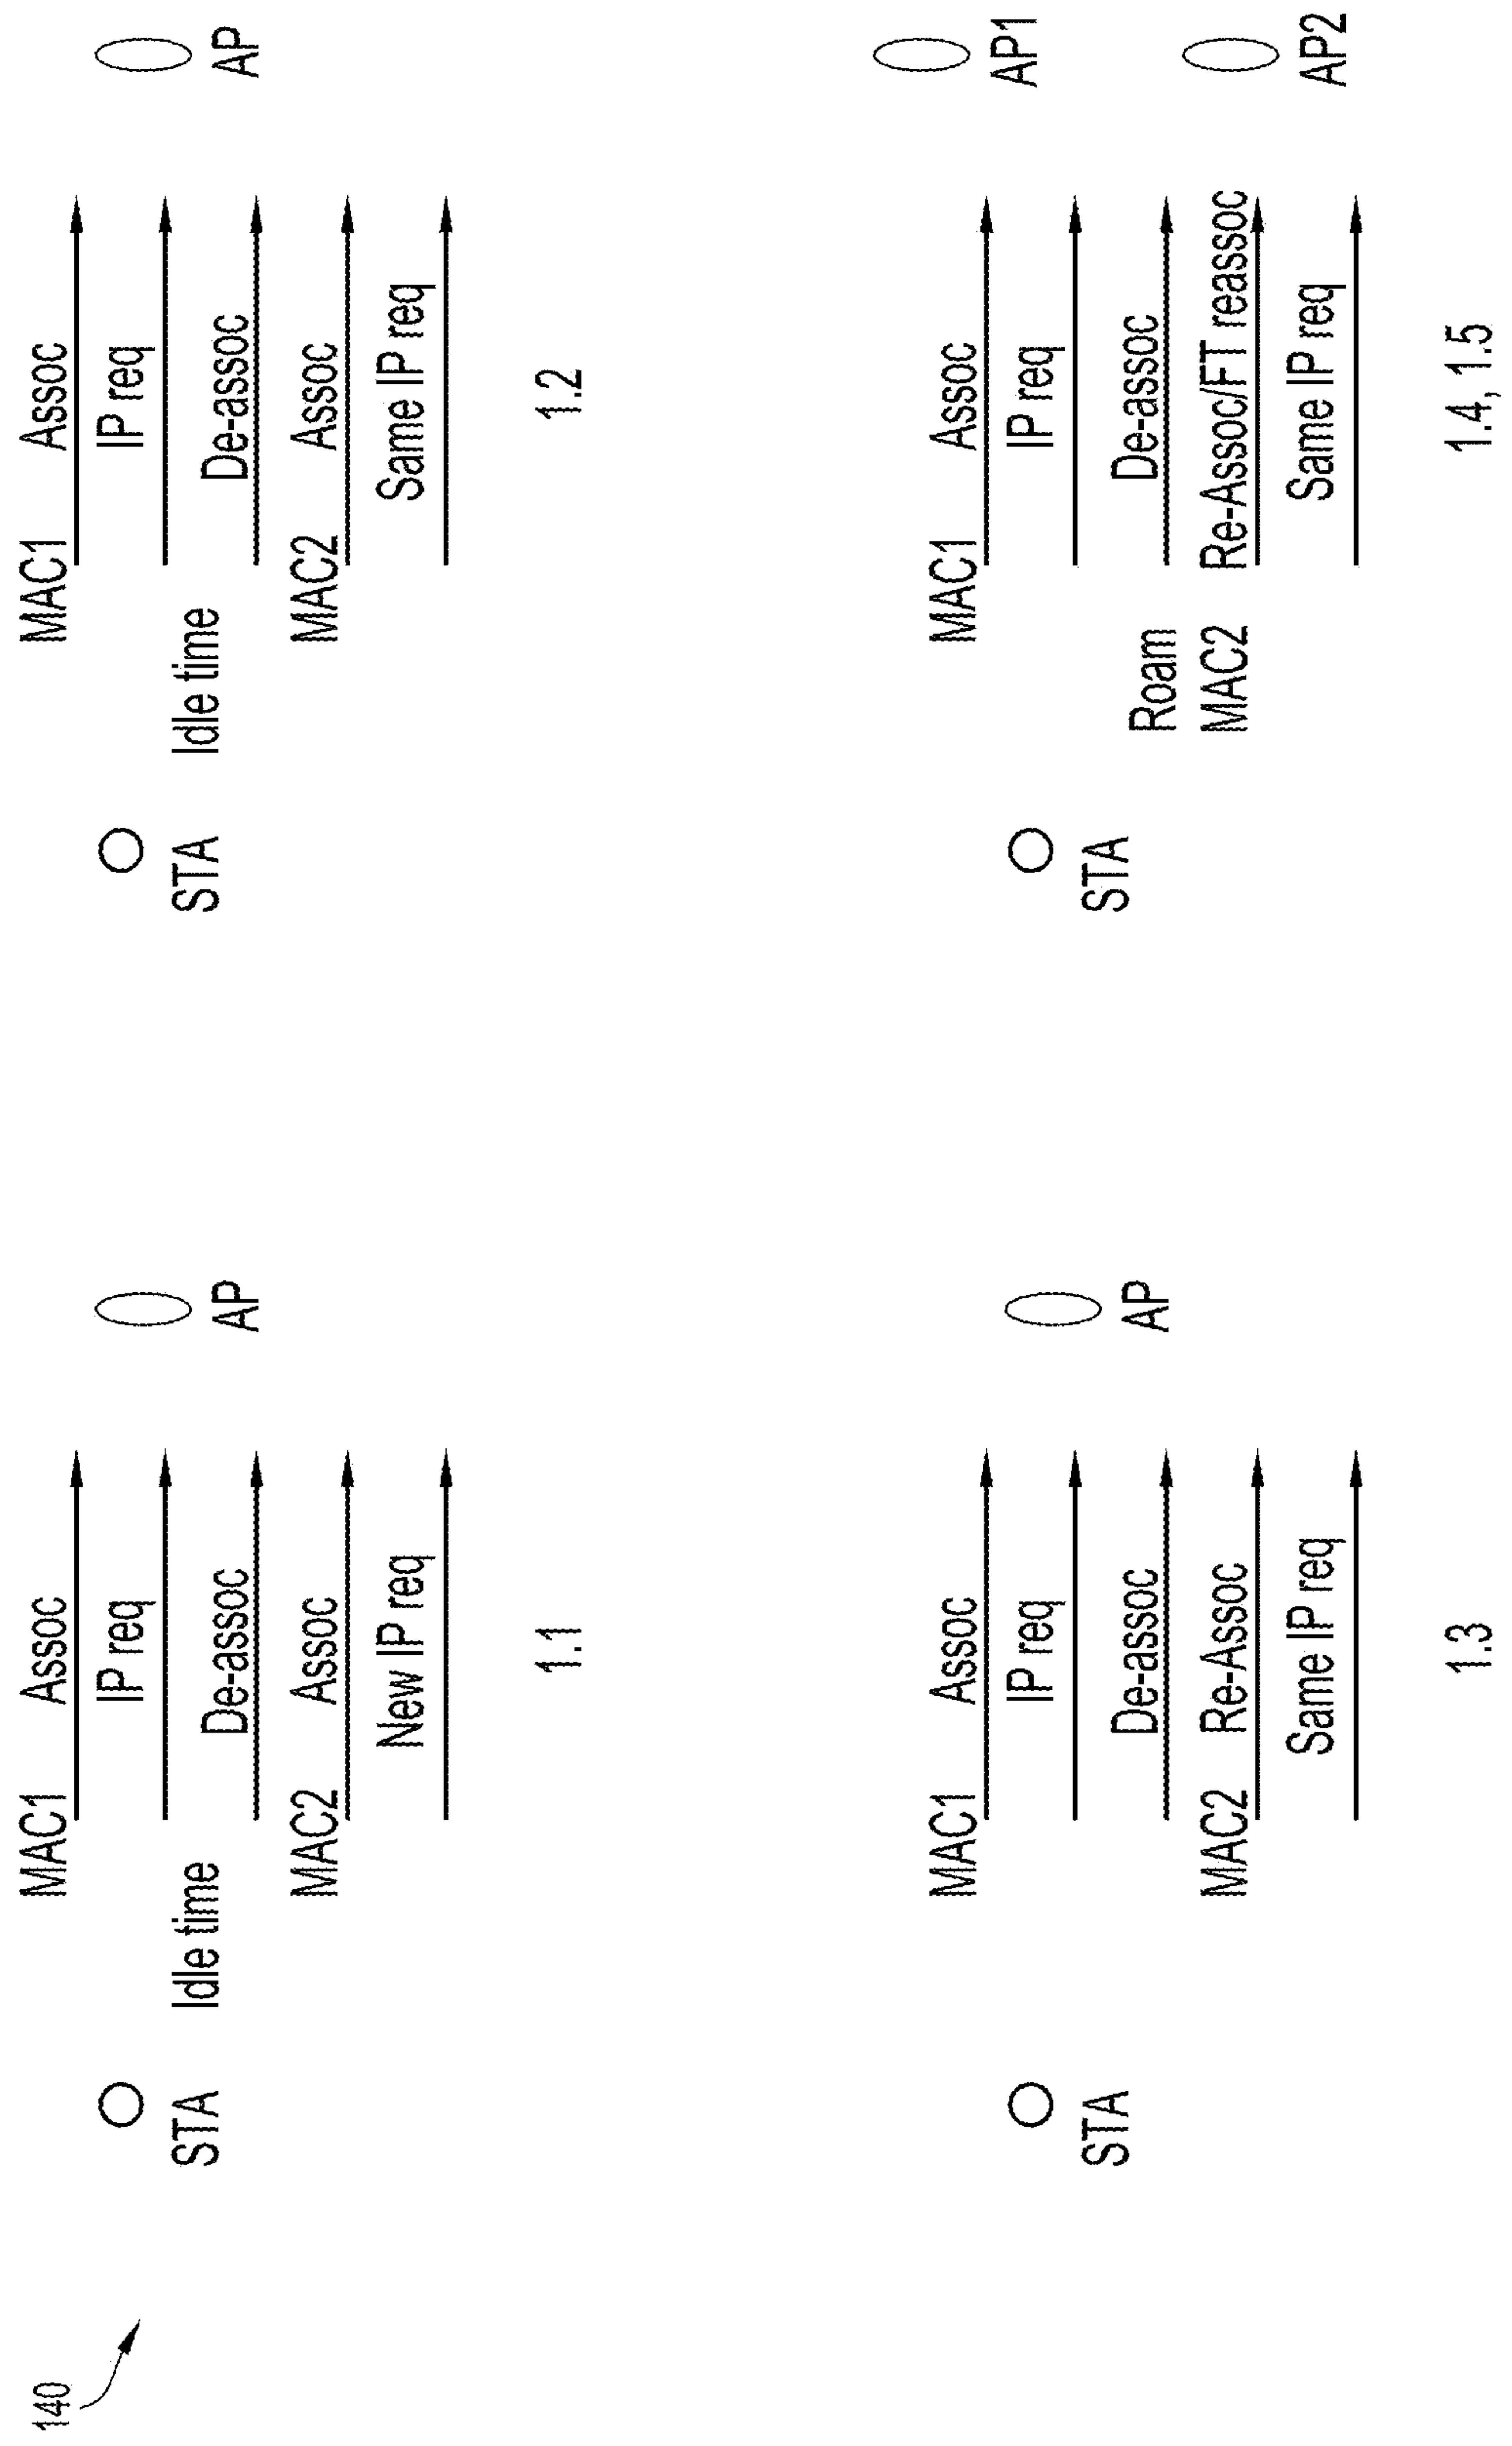 140
MAC1 Assoc
IP req
STA
Idle time
AP
De-assoc
MAC2 Assoc
New IP req
1.1
MAC1 Assoc
IP req
STA
Idle time
AP
De-assoc
MAC2 Assoc
Same IP req
1.2
MAC1 Assoc
IP req
STA
De-assoc
AP
MAC2 Re-Assoc
Same IP req
1.3
MAC1 Assoc
AP1
IP req
STA
Roam
De-assoc
MAC2 Re-Assoc/FT reassoc
Same IP req
AP2
1.4, 1.5